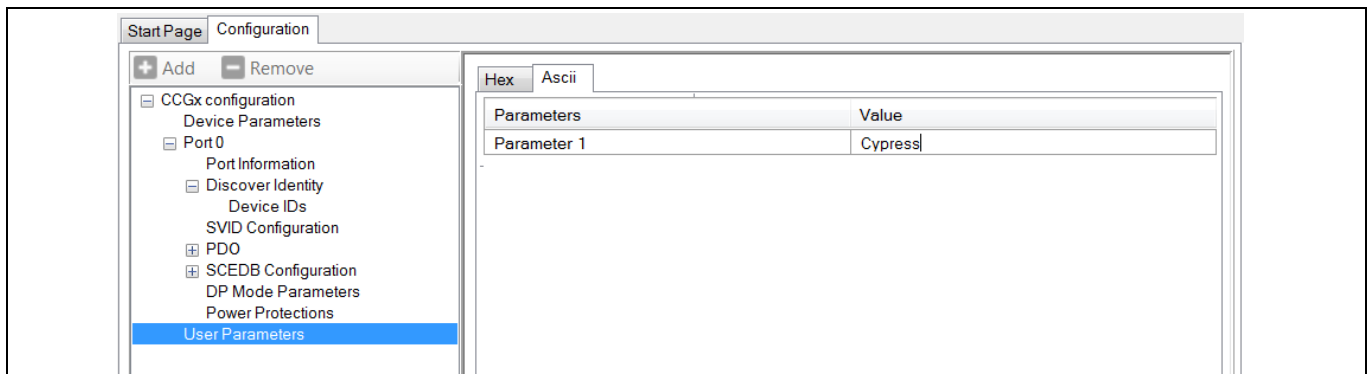 Start Page Configuration
Add Remove
CCGx configuration
Device Parameters
Port 0
Port Information
Discover Identity
Device IDs
SVID Configuration
PDO
SCEDB Configuration
DP Mode Parameters
Power Protections
User Parameters
Hex Ascii
Parameters Value
Parameter 1 Cypress